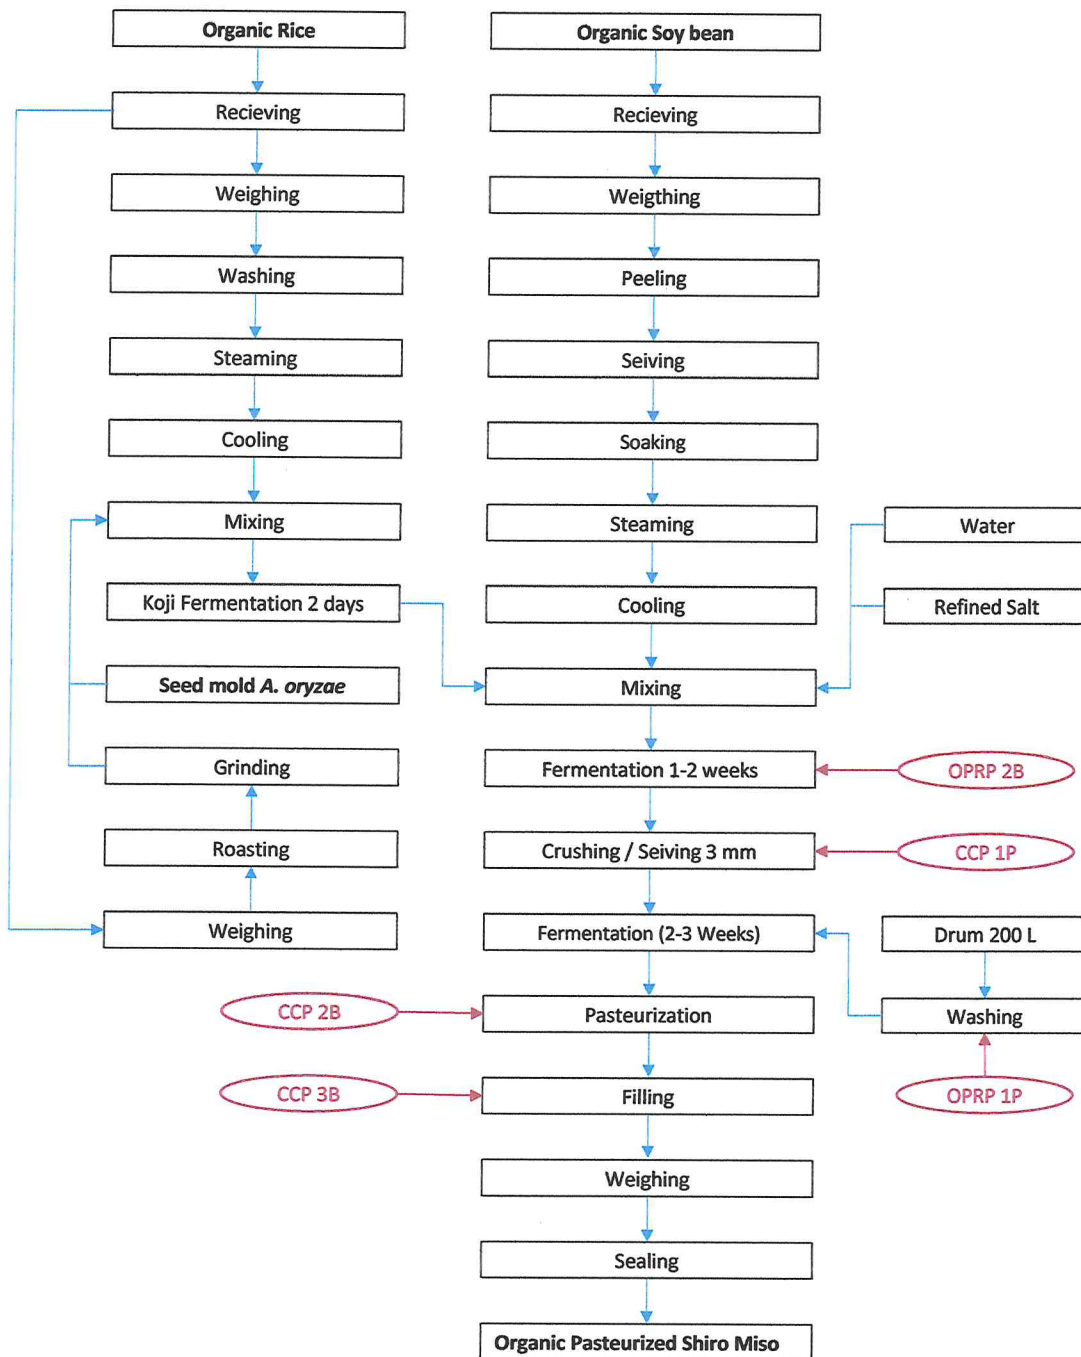 Organic Rice
Recieving
Weighing
Washing
Steaming
Cooling
Mixing
Koji Fermentation 2 days
Seed mold A. oryzae
Grinding
Roasting
Weighing
Organic Soy bean
Recieving
Weigthing
Peeling
Seiving
Soaking
Steaming
Cooling
Mixing
Fermentation 1-2 weeks
Crushing / Seiving 3 mm
Fermentation (2-3 Weeks)
Pasteurization
Filling
Weighing
Sealing
Organic Pasteurized Shiro Miso
Water
Refined Salt
OPRP 2B
CCP 1P
Drum 200 L
Washing
OPRP 1P
CCP 2B
CCP 3B